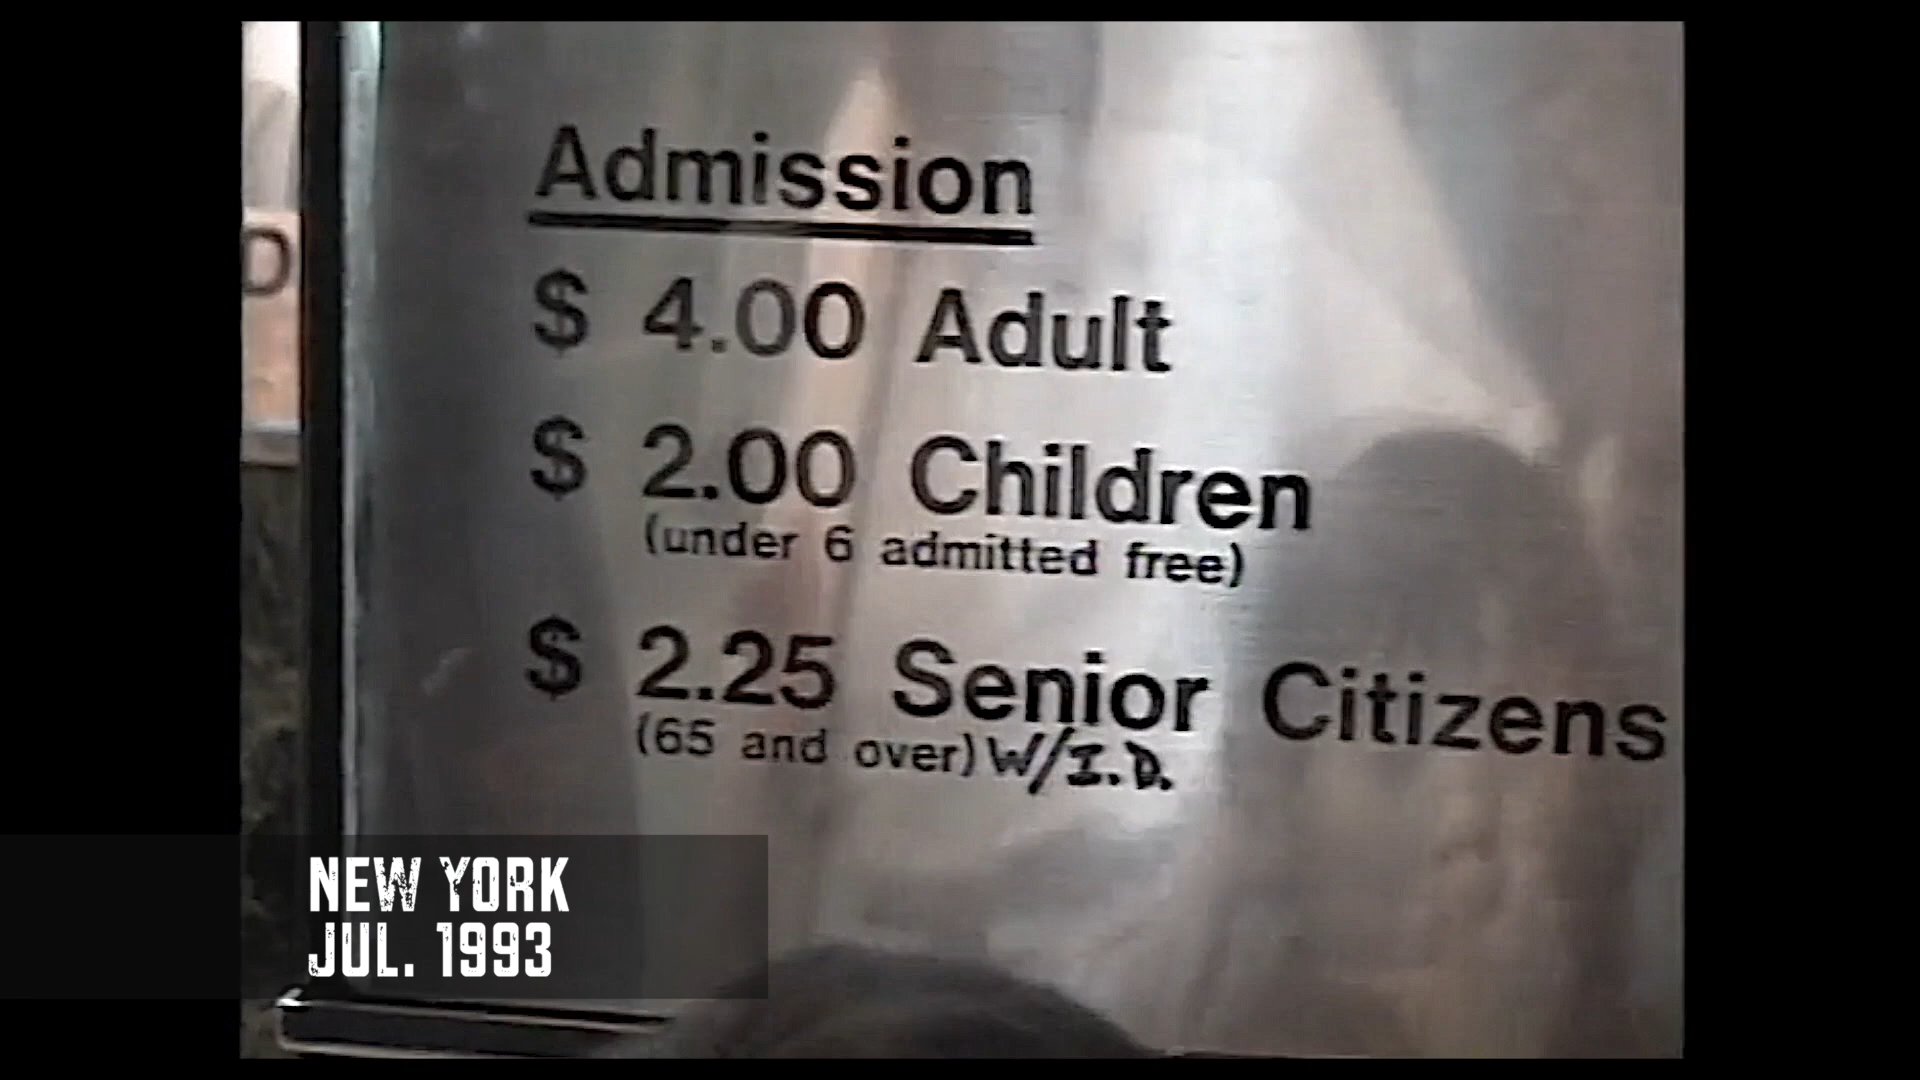 D
Admission
$ 4.00 Adult
$ 2.00 Children
(under 6 admitted free)
$ 2.25 Senior Citizens
(65 and over) W/I.D.
NEW YORK
JUL. 1993